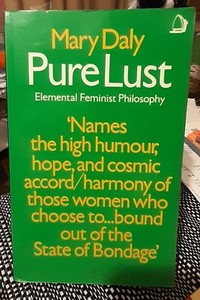 Mary Daly
Pure Lust
Elemental Feminist Philosophy
'Names
the high humour,
hope, and cosmic
accord/harmony of
those women who
choose to...bound
out of the
State of Bondage'